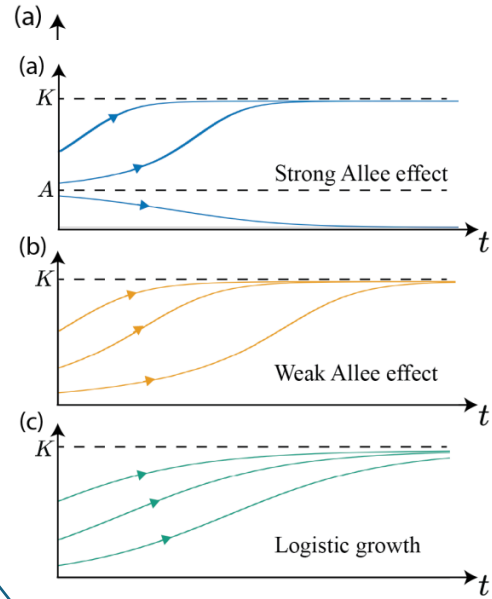 (a)
(a)
K
Strong Allee effect
A
t
(b)
K
Weak Allee effect
t
(c)
K
Logistic growth
t